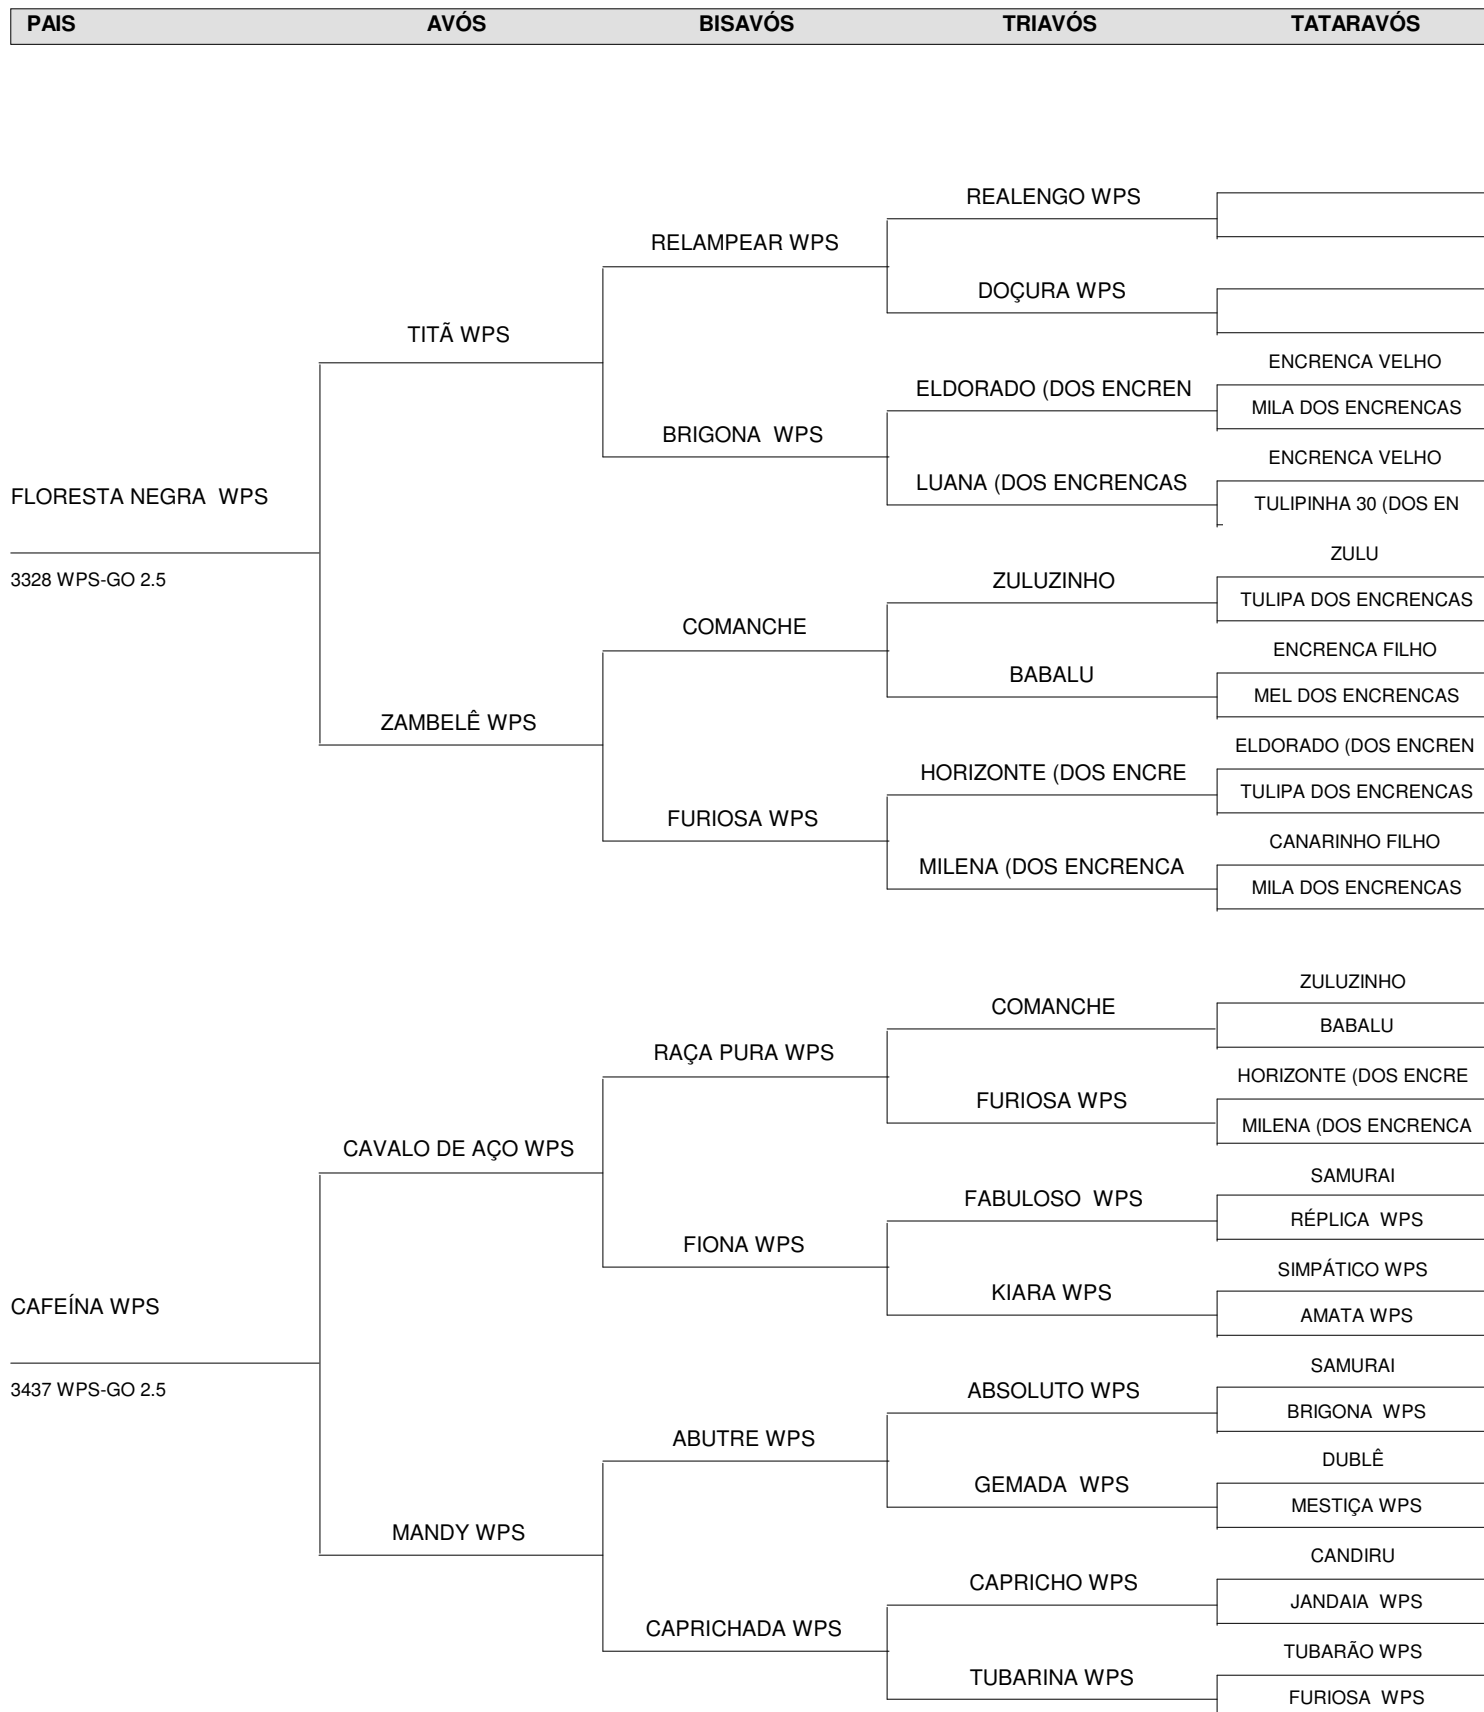 PAIS AVÓS BISAVÓS TRIAVÓS TATARAVÓS
REALENGO WPS
RELAMPEAR WPS
DOÇURA WPS
TITÃ WPS
ENCRENCA VELHO
ELDORADO (DOS ENCREN
MILA DOS ENCRENCAS
BRIGONA WPS
ENCRENCA VELHO
LUANA (DOS ENCRENCAS
FLORESTA NEGRA WPS
TULIPINHA 30 (DOS EN
ZULU
3328 WPS-GO 2.5
ZULUZINHO
TULIPA DOS ENCRENCAS
COMANCHE
ENCRENCA FILHO
BABALU
MEL DOS ENCRENCAS
ZAMBELÊ WPS
ELDORADO (DOS ENCREN
HORIZONTE (DOS ENCRE
TULIPA DOS ENCRENCAS
FURIOSA WPS
CANARINHO FILHO
MILENA (DOS ENCRENCA
MILA DOS ENCRENCAS
ZULUZINHO
COMANCHE
BABALU
RAÇA PURA WPS
HORIZONTE (DOS ENCRE
FURIOSA WPS
MILENA (DOS ENCRENCA
CAVALO DE AÇO WPS
SAMURAI
FABULOSO WPS
RÉPLICA WPS
FIONA WPS
SIMPÁTICO WPS
KIARA WPS
CAFEÍNA WPS
AMATA WPS
SAMURAI
3437 WPS-GO 2.5
ABSOLUTO WPS
BRIGONA WPS
ABUTRE WPS
DUBLÊ
GEMADA WPS
MESTIÇA WPS
MANDY WPS
CANDIRU
CAPRICHO WPS
JANDAIA WPS
CAPRICHADA WPS
TUBARÃO WPS
TUBARINA WPS
FURIOSA WPS